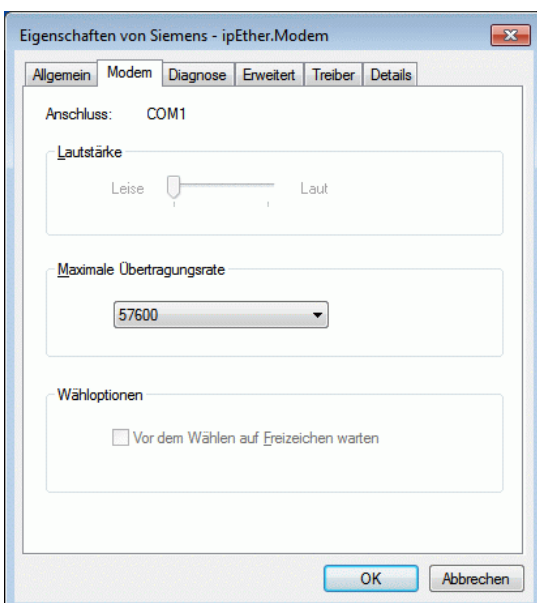 Eigenschaften von Siemens - ipEther.Modem
Allgemein Modem Diagnose Erweitert Treiber Details
Anschluss: COM1
Lautstärke
Leise Laut
Maximale Übertragungsrate
57600
Wähloptionen
Vor dem Wählen auf Freizeichen warten
OK Abbrechen